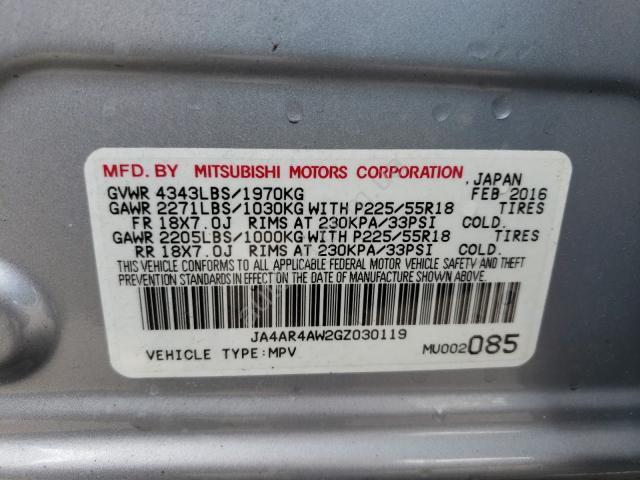 MFD. BY MITSUBISHI MOTORS CORPORATION, JAPAN
GVWR 4343LBS/1970KG FEB 2016
GAWR 2271LBS/1030KG WITH P225/55R18 TIRES
FR 18X7.0J RIMS AT 230KPA/33PSI COLD.
GAWR 2205LBS/1000KG WITH P225/55R18 TIRES
RR 18X7.0J RIMS AT 230KPA/33PSI COLD.
THIS VEHICLE CONFORMS TO ALL APPLICABLE FEDERAL MOTOR VEHICLE SAFETY AND THEFT
PREVENTION STANDARDS IN EFFECT ON THE DATE OF MANUFACTURE SHOWN ABOVE.
JA4AR4AW2GZ030119
VEHICLE TYPE:MPV MU002085